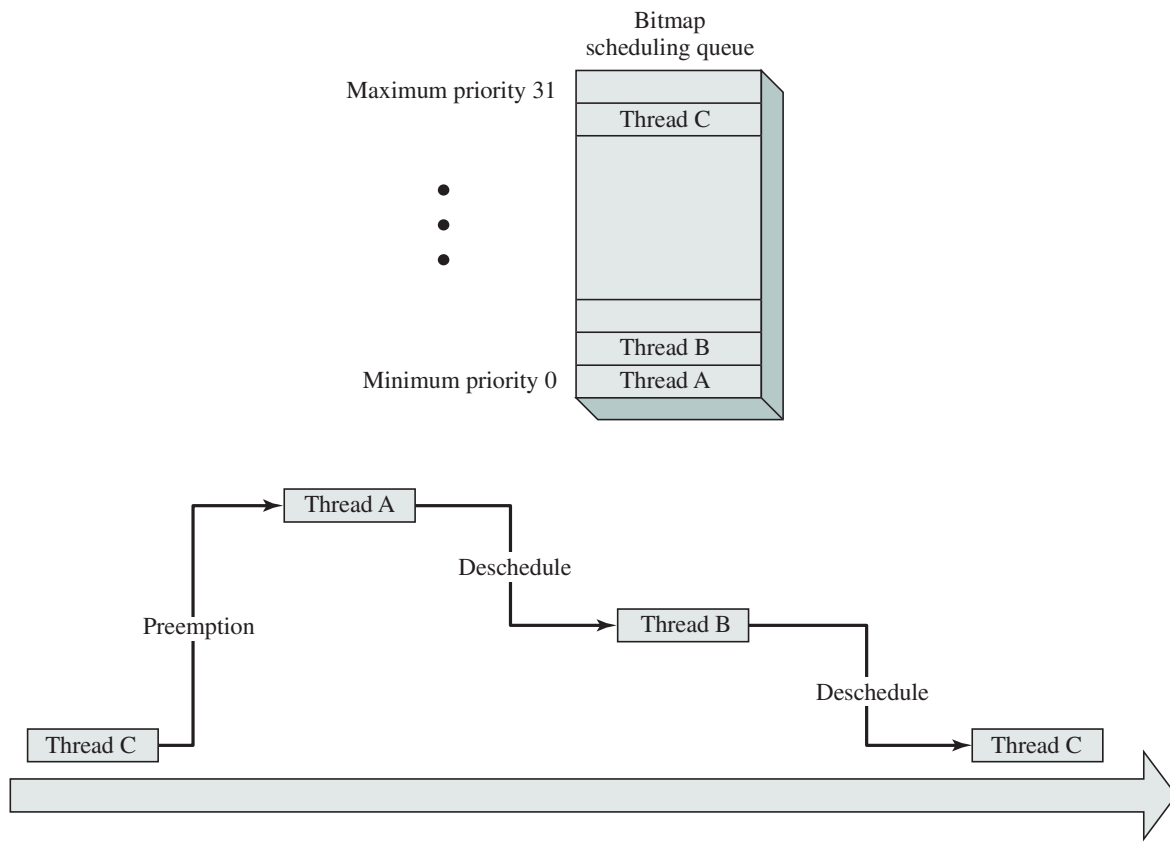 Bitmap
scheduling queue
Maximum priority 31
Thread C
Thread B
Minimum priority 0
Thread A
Thread A
Deschedule
Preemption
Thread B
Deschedule
Thread C
Thread C